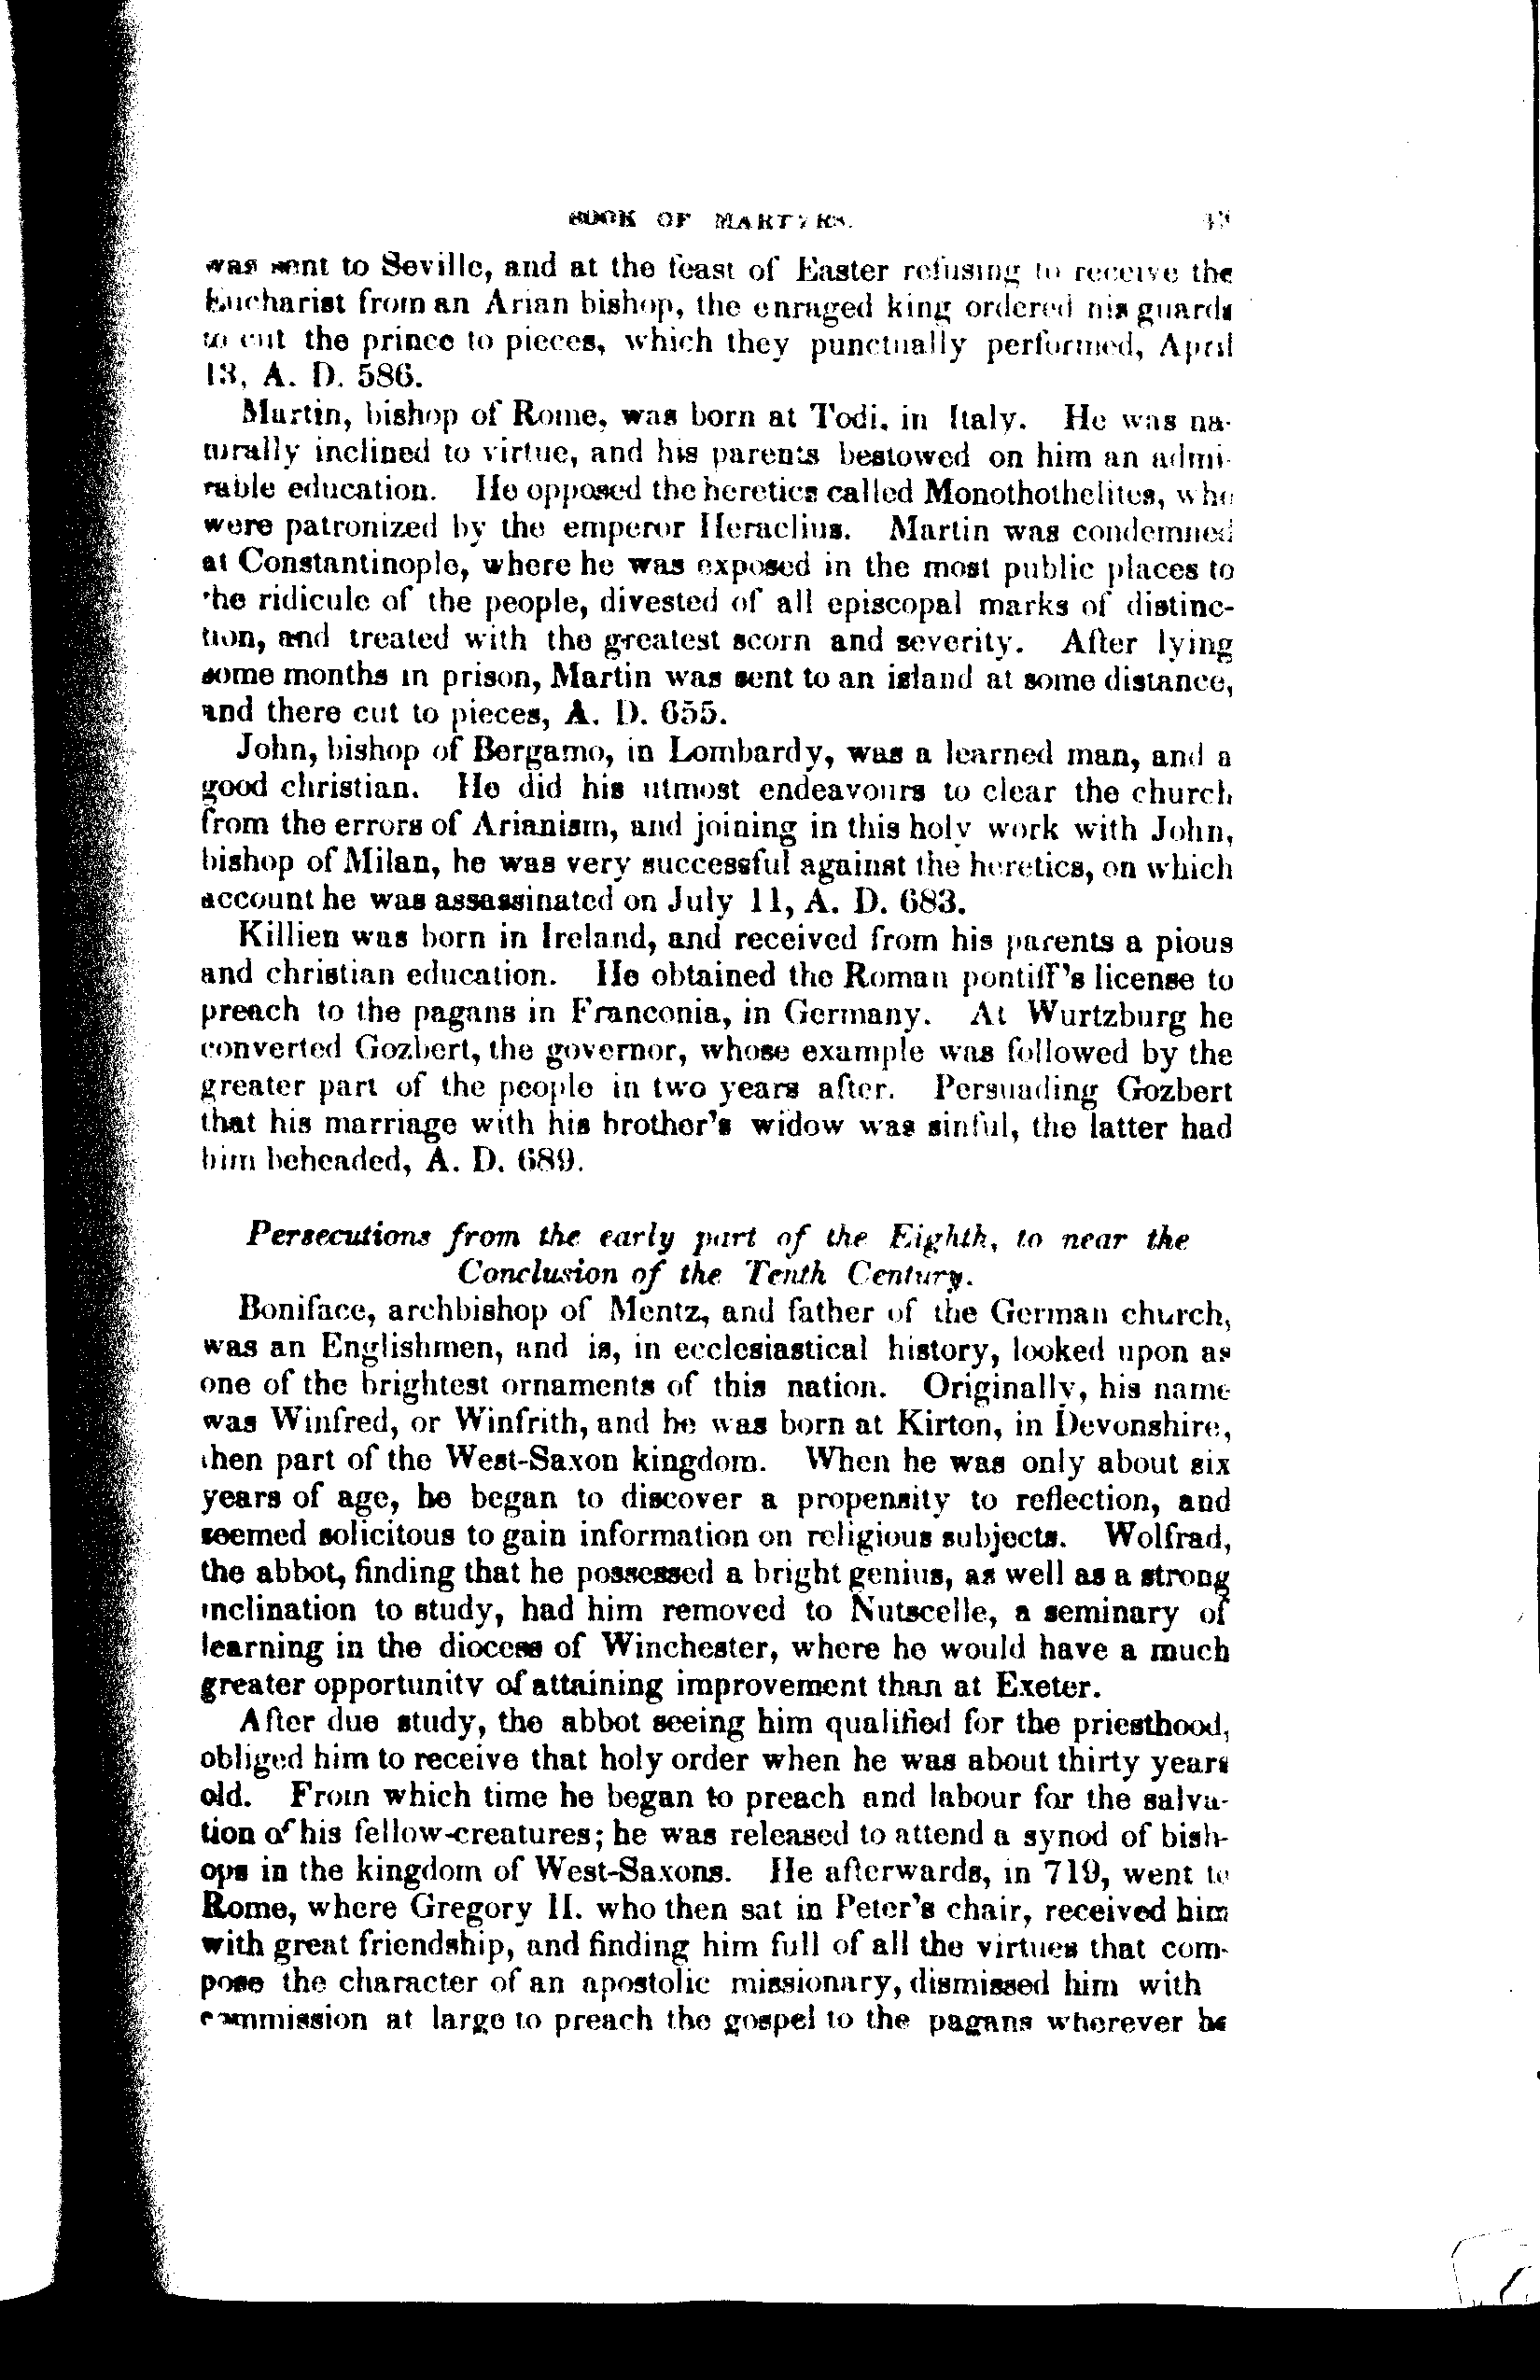 BOOK OF MARTYRS.
was sent to Seville, and at the feast of Easter refusing to receive the
Eucharist from an Arian bishop, the enraged king ordered his guards
to cut the prince to pieces, which they punctually performed, April
13, A. D. 586.
Martin, bishop of Rome, was born at Todi, in Italy. He was na-
turally inclined to virtue, and his parents bestowed on him an admi-
rable education. He opposed the heretics called Monothothelites, who
were patronized by the emperor Heraclius. Martin was condemned
at Constantinople, where he was exposed in the most public places to
the ridicule of the people, divested of all episcopal marks of distinc-
tion, and treated with the greatest scorn and severity. After lying
some months in prison, Martin was sent to an island at some distance,
and there cut to pieces, A. D. 655.
John, bishop of Bergamo, in Lombardy, was a learned man, and a
good christian. He did his utmost endeavours to clear the church
from the errors of Arianism, and joining in this holy work with John,
bishop of Milan, he was very successful against the heretics, on which
account he was assassinated on July 11, A. D. 683.
Killien was born in Ireland, and received from his parents a pious
and christian education. He obtained the Roman pontiff's license to
preach to the pagans in Franconia, in Germany. At Wurtzburg he
converted Gozbert, the governor, whose example was followed by the
greater part of the people in two years after. Persuading Gozbert
that his marriage with his brother's widow was sinful, the latter had
him beheaded, A. D. 689.
Persecutions from the early part of the Eighth, to near the
Conclusion of the Tenth Century.
Boniface, archbishop of Mentz, and father of the German church,
was an Englishmen, and is, in ecclesiastical history, looked upon as
one of the brightest ornaments of this nation. Originally, his name
was Winfred, or Winfrith, and he was born at Kirton, in Devonshire,
then part of the West-Saxon kingdom. When he was only about six
years of age, he began to discover a propensity to reflection, and
seemed solicitous to gain information on religious subjects. Wolfrad,
the abbot, finding that he possessed a bright genius, as well as a strong
inclination to study, had him removed to Nutscelle, a seminary of
learning in the diocess of Winchester, where he would have a much
greater opportunity of attaining improvement than at Exeter.
After due study, the abbot seeing him qualified for the priesthood,
obliged him to receive that holy order when he was about thirty years
old. From which time he began to preach and labour for the salva-
tion of his fellow-creatures; he was released to attend a synod of bish-
ops in the kingdom of West-Saxons. He afterwards, in 719, went to
Rome, where Gregory II. who then sat in Peter's chair, received him
with great friendship, and finding him full of all the virtues that com-
pose the character of an apostolic missionary, dismissed him with
commission at large to preach the gospel to the pagans wherever he